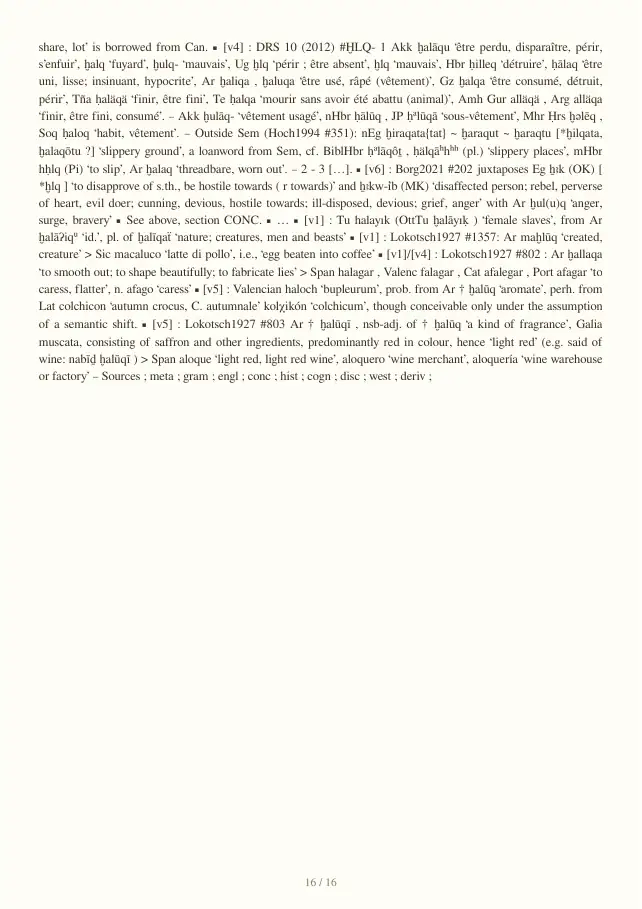 share, lot’ is borrowed from Can. ▪ [v4] : DRS 10 (2012) #ḪLQ- 1 Akk ḫalāqu ‘être perdu, disparaître, périr,
s’enfuir’, ḫalq ‘fuyard’, ḫulq- ‘mauvais’, Ug ḫlq ‘périr ; être absent’, ḫlq ‘mauvais’, Hbr ḥilleq ‘détruire’, ḥālaq ‘être
uni, lisse; insinuant, hypocrite’, Ar ḫaliqa , ḫaluqa ‘être usé, râpé (vêtement)’, Gz ḫalqa ‘être consumé, détruit,
périr’, Tña ḥaläqä ‘finir, être fini’, Te ḥalqa ‘mourir sans avoir été abattu (animal)’, Amh Gur alläqä , Arg alläqa
‘finir, être fini, consumé’. – Akk ḫulāq- ‘vêtement usagé’, nHbr ḥālūq , JP ḥᵃlūqā ‘sous-vêtement’, Mhr Ḥrs ḫəlēq ,
Soq ḥaloq ‘habit, vêtement’. – Outside Sem (Hoch1994 #351): nEg ḫiraqata{tat} ~ ḫaraqut ~ ḫaraqtu [*ḫilqata,
ḫalaqōtu ?] ‘slippery ground’, a loanword from Sem, cf. BiblHbr ḥᵃlāqôṯ , ḥălqāʰhʰʰ (pl.) ‘slippery places’, mHbr
hḥlq (Pi) ‘to slip’, Ar ḫalaq ‘threadbare, worn out’. – 2 - 3 […]. ▪ [v6] : Borg2021 #202 juxtaposes Eg ḫık (OK) [
*ḫlq ] ‘to disapprove of s.th., be hostile towards ( r towards)’ and ḫıkw-ı͗b (MK) ‘disaffected person; rebel, perverse
of heart, evil doer; cunning, devious, hostile towards; ill-disposed, devious; grief, anger’ with Ar ḫul(u)q ‘anger,
surge, bravery’ ▪ See above, section CONC. ▪ … ▪ [v1] : Tu halayık (OttTu ḫalāyıḳ ) ‘female slaves’, from Ar
ḫalāʔiqᵘ ‘id.’, pl. of ḫalīqaẗ ‘nature; creatures, men and beasts’ ▪ [v1] : Lokotsch1927 #1357: Ar maḫlūq ‘created,
creature’ > Sic macaluco ‘latte di pollo’, i.e., ‘egg beaten into coffee’ ▪ [v1]/[v4] : Lokotsch1927 #802 : Ar ḫallaqa
‘to smooth out; to shape beautifully; to fabricate lies’ > Span halagar , Valenc falagar , Cat afalegar , Port afagar ‘to
caress, flatter’, n. afago ‘caress’ ▪ [v5] : Valencian haloch ‘bupleurum’, prob. from Ar † ḫalūq ‘aromate’, perh. from
Lat colchicon ‘autumn crocus, C. autumnale’ kolχikón ‘colchicum’, though conceivable only under the assumption
of a semantic shift. ▪ [v5] : Lokotsch1927 #803 Ar † ḫalūqī , nsb-adj. of † ḫalūq ‘a kind of fragrance’, Galia
muscata, consisting of saffron and other ingredients, predominantly red in colour, hence ‘light red’ (e.g. said of
wine: nabīḏ ḫalūqī ) > Span aloque ‘light red, light red wine’, aloquero ‘wine merchant’, aloquería ‘wine warehouse
or factory’ – Sources ; meta ; gram ; engl ; conc ; hist ; cogn ; disc ; west ; deriv ;
16 / 16